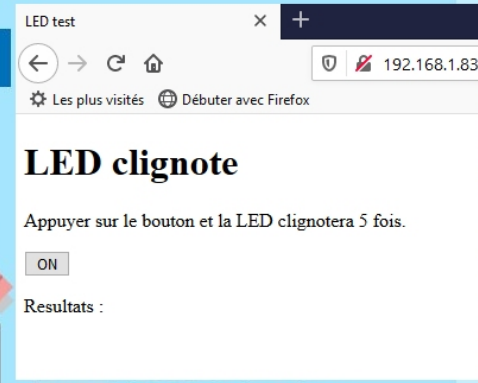 LED test
192.168.1.83
Les plus visités Débuter avec Firefox
LED clignote
Appuyer sur le bouton et la LED clignotera 5 fois.
ON
Resultats :